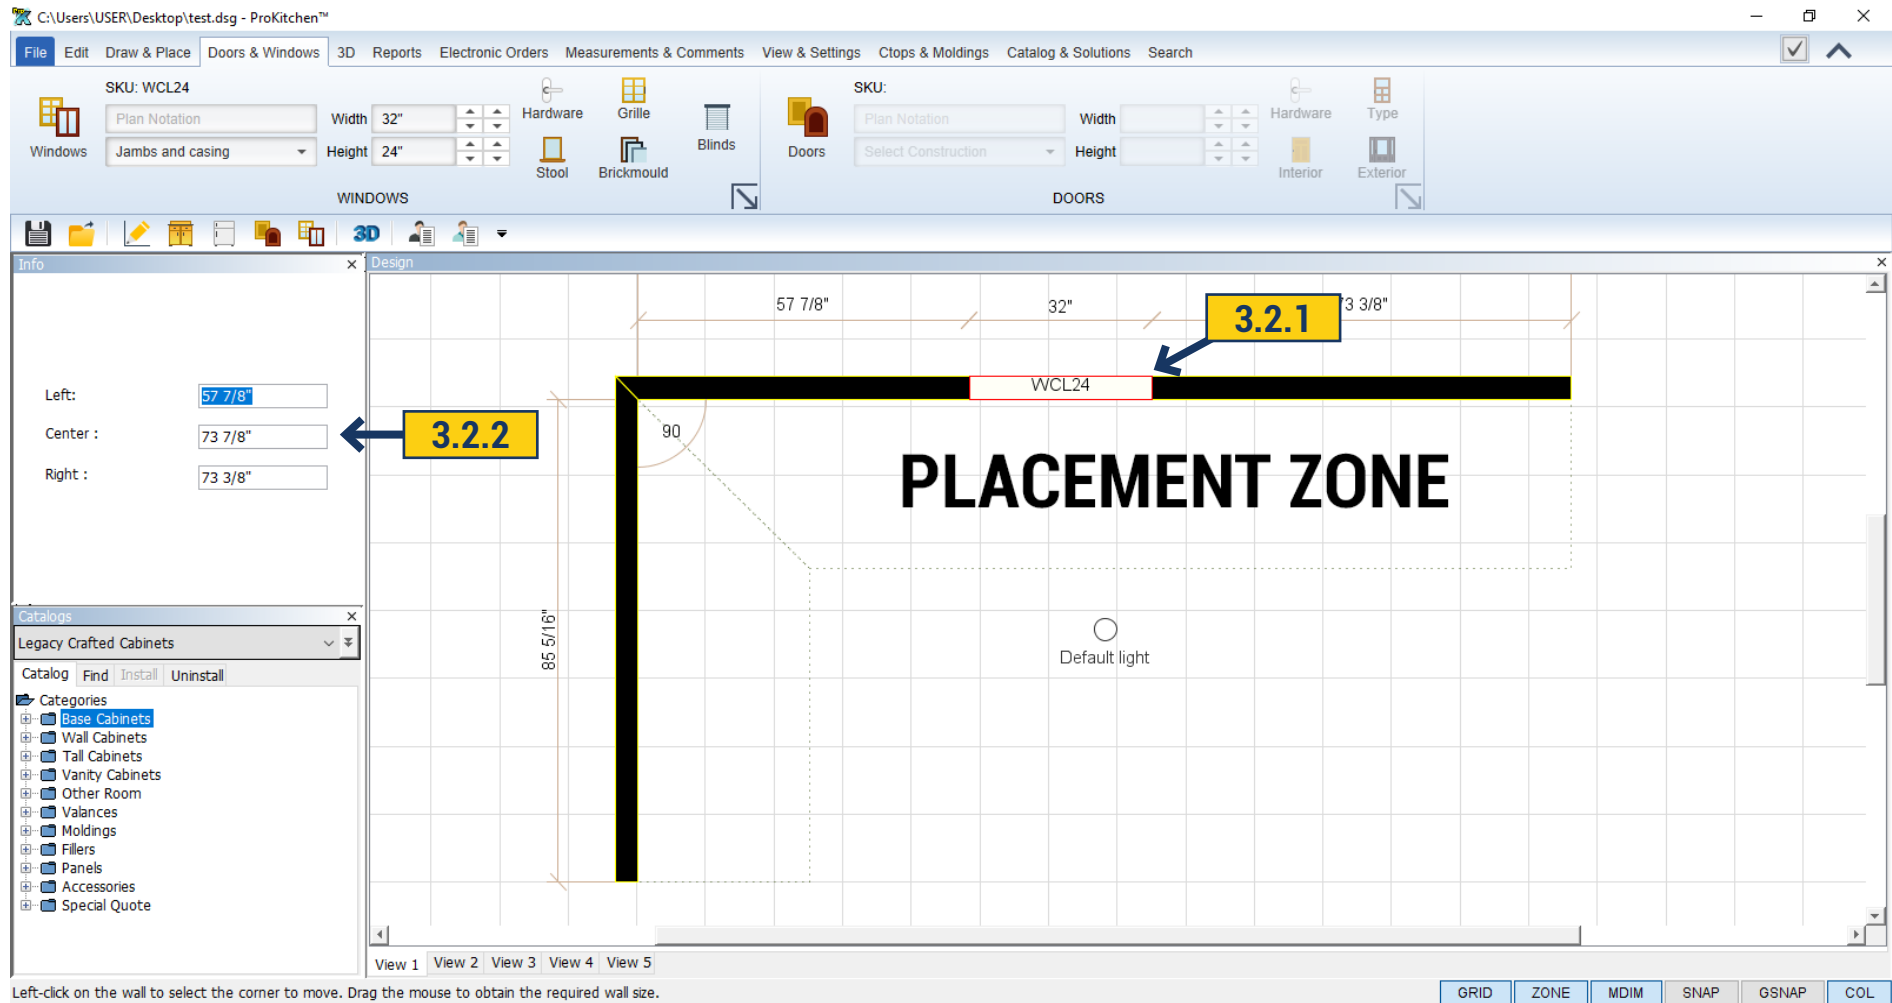 C:\Users\USER\Desktop\test.dsg - ProKitchen™
File Edit Draw & Place Doors & Windows 3D Reports Electronic Orders Measurements & Comments View & Settings Ctops & Moldings Catalog & Solutions Search
SKU: WCL24
SKU:
Plan Notation Width 32" Hardware Grille
Plan Notation Width Hardware Type
Windows Jambs and casing Height 24" Stool Brickmould Blinds
Doors Select Construction Height Interior Exterior
WINDOWS
DOORS
3D
Info
Design
57 7/8" 32" 3.2.1 73 3/8"
WCL24
Left: 57 7/8"
Center : 73 7/8"
3.2.2
90
Right : 73 3/8"
PLACEMENT ZONE
85 5/16"
Default light
Catalogs
Legacy Crafted Cabinets
Catalog Find Install Uninstall
Categories
Base Cabinets
Wall Cabinets
Tall Cabinets
Vanity Cabinets
Other Room
Valances
Moldings
Fillers
Panels
Accessories
Special Quote
View 1 View 2 View 3 View 4 View 5
Left-click on the wall to select the corner to move. Drag the mouse to obtain the required wall size.
GRID ZONE MDIM SNAP GSNAP COL